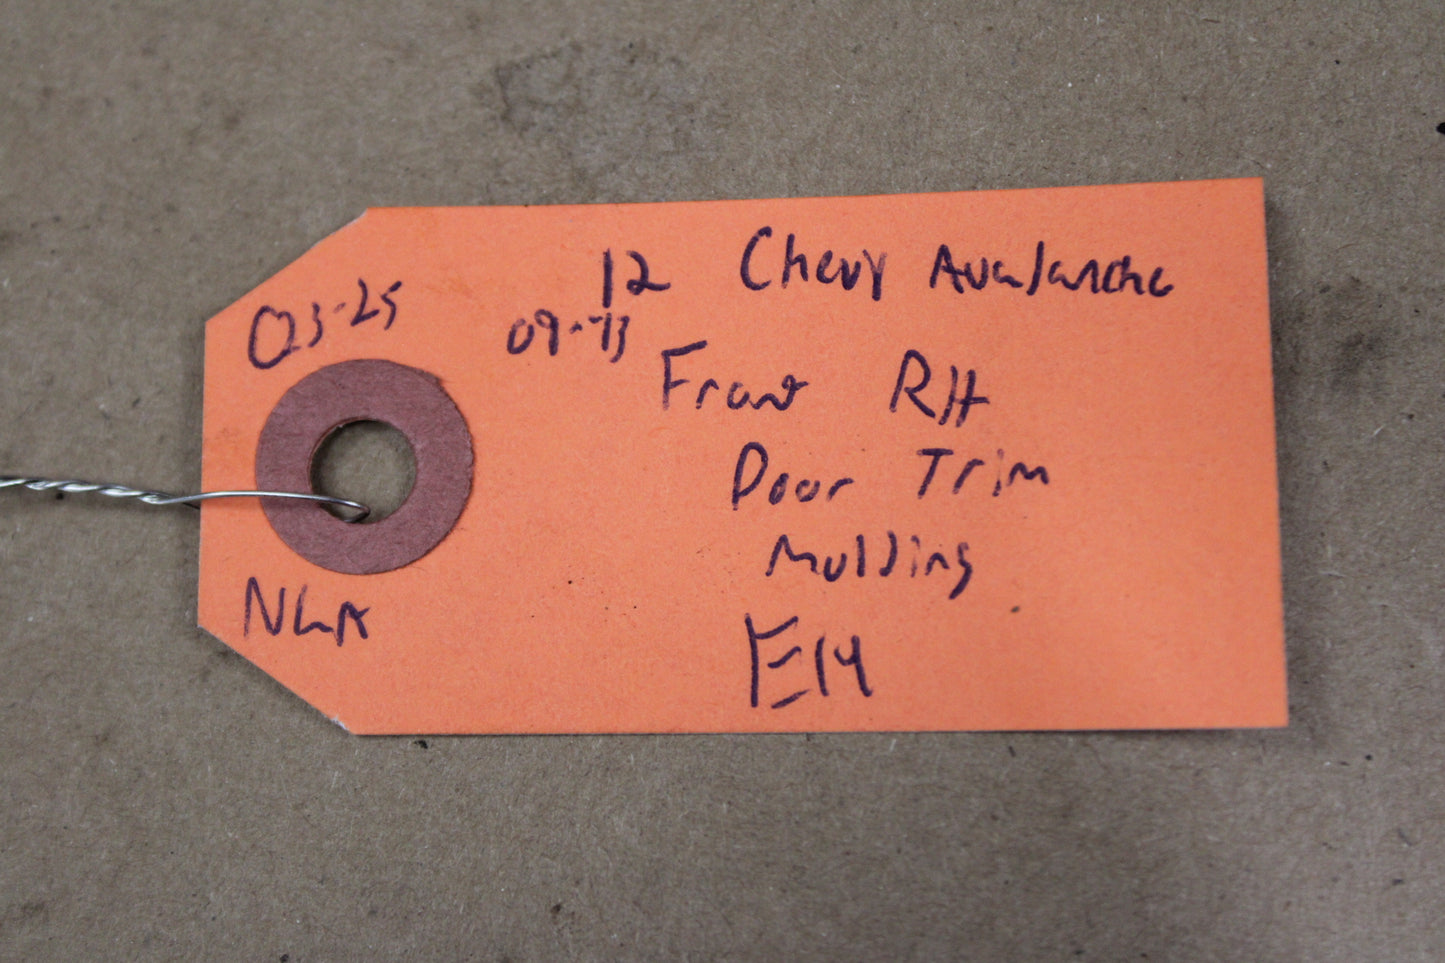 12 Chevy Avalanche
03-25
09-13
Front RH
Door Trim
Mulding
NLA
E14